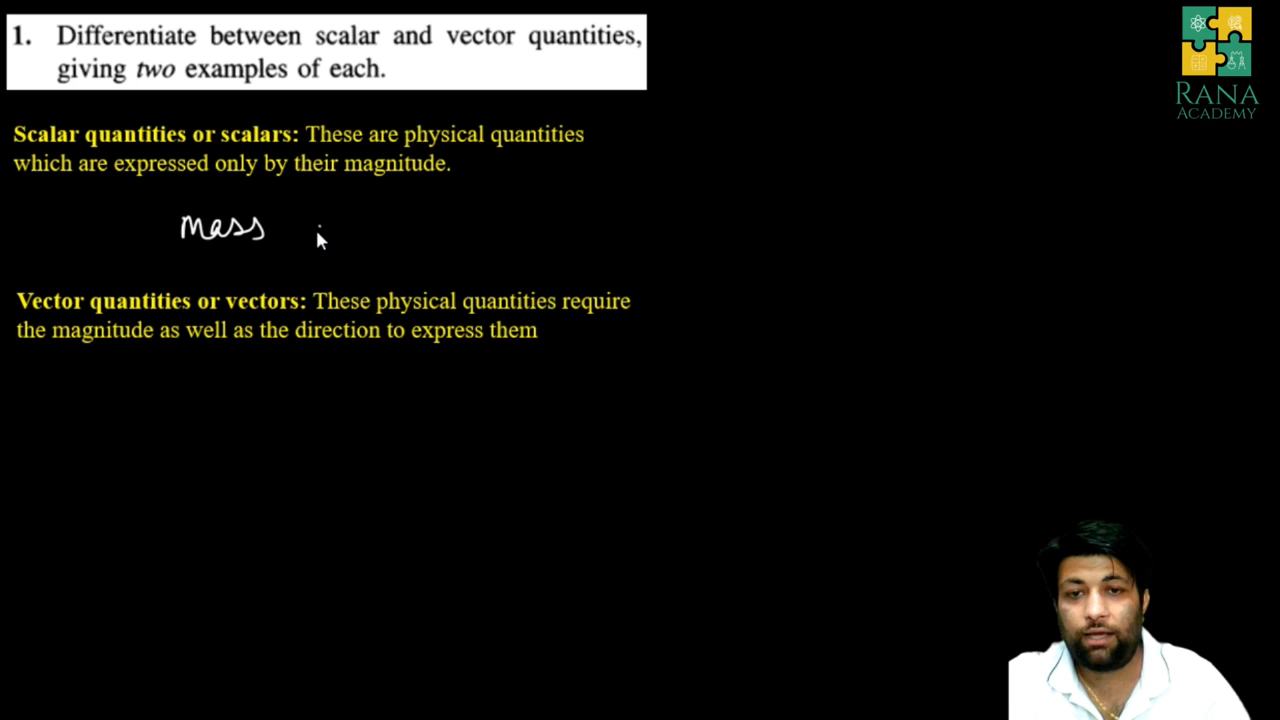 1. Differentiate between scalar and vector quantities,
giving two examples of each.
RANA
ACADEMY
Scalar quantities or scalars: These are physical quantities
which are expressed only by their magnitude.
Mass
Vector quantities or vectors: These physical quantities require
the magnitude as well as the direction to express them